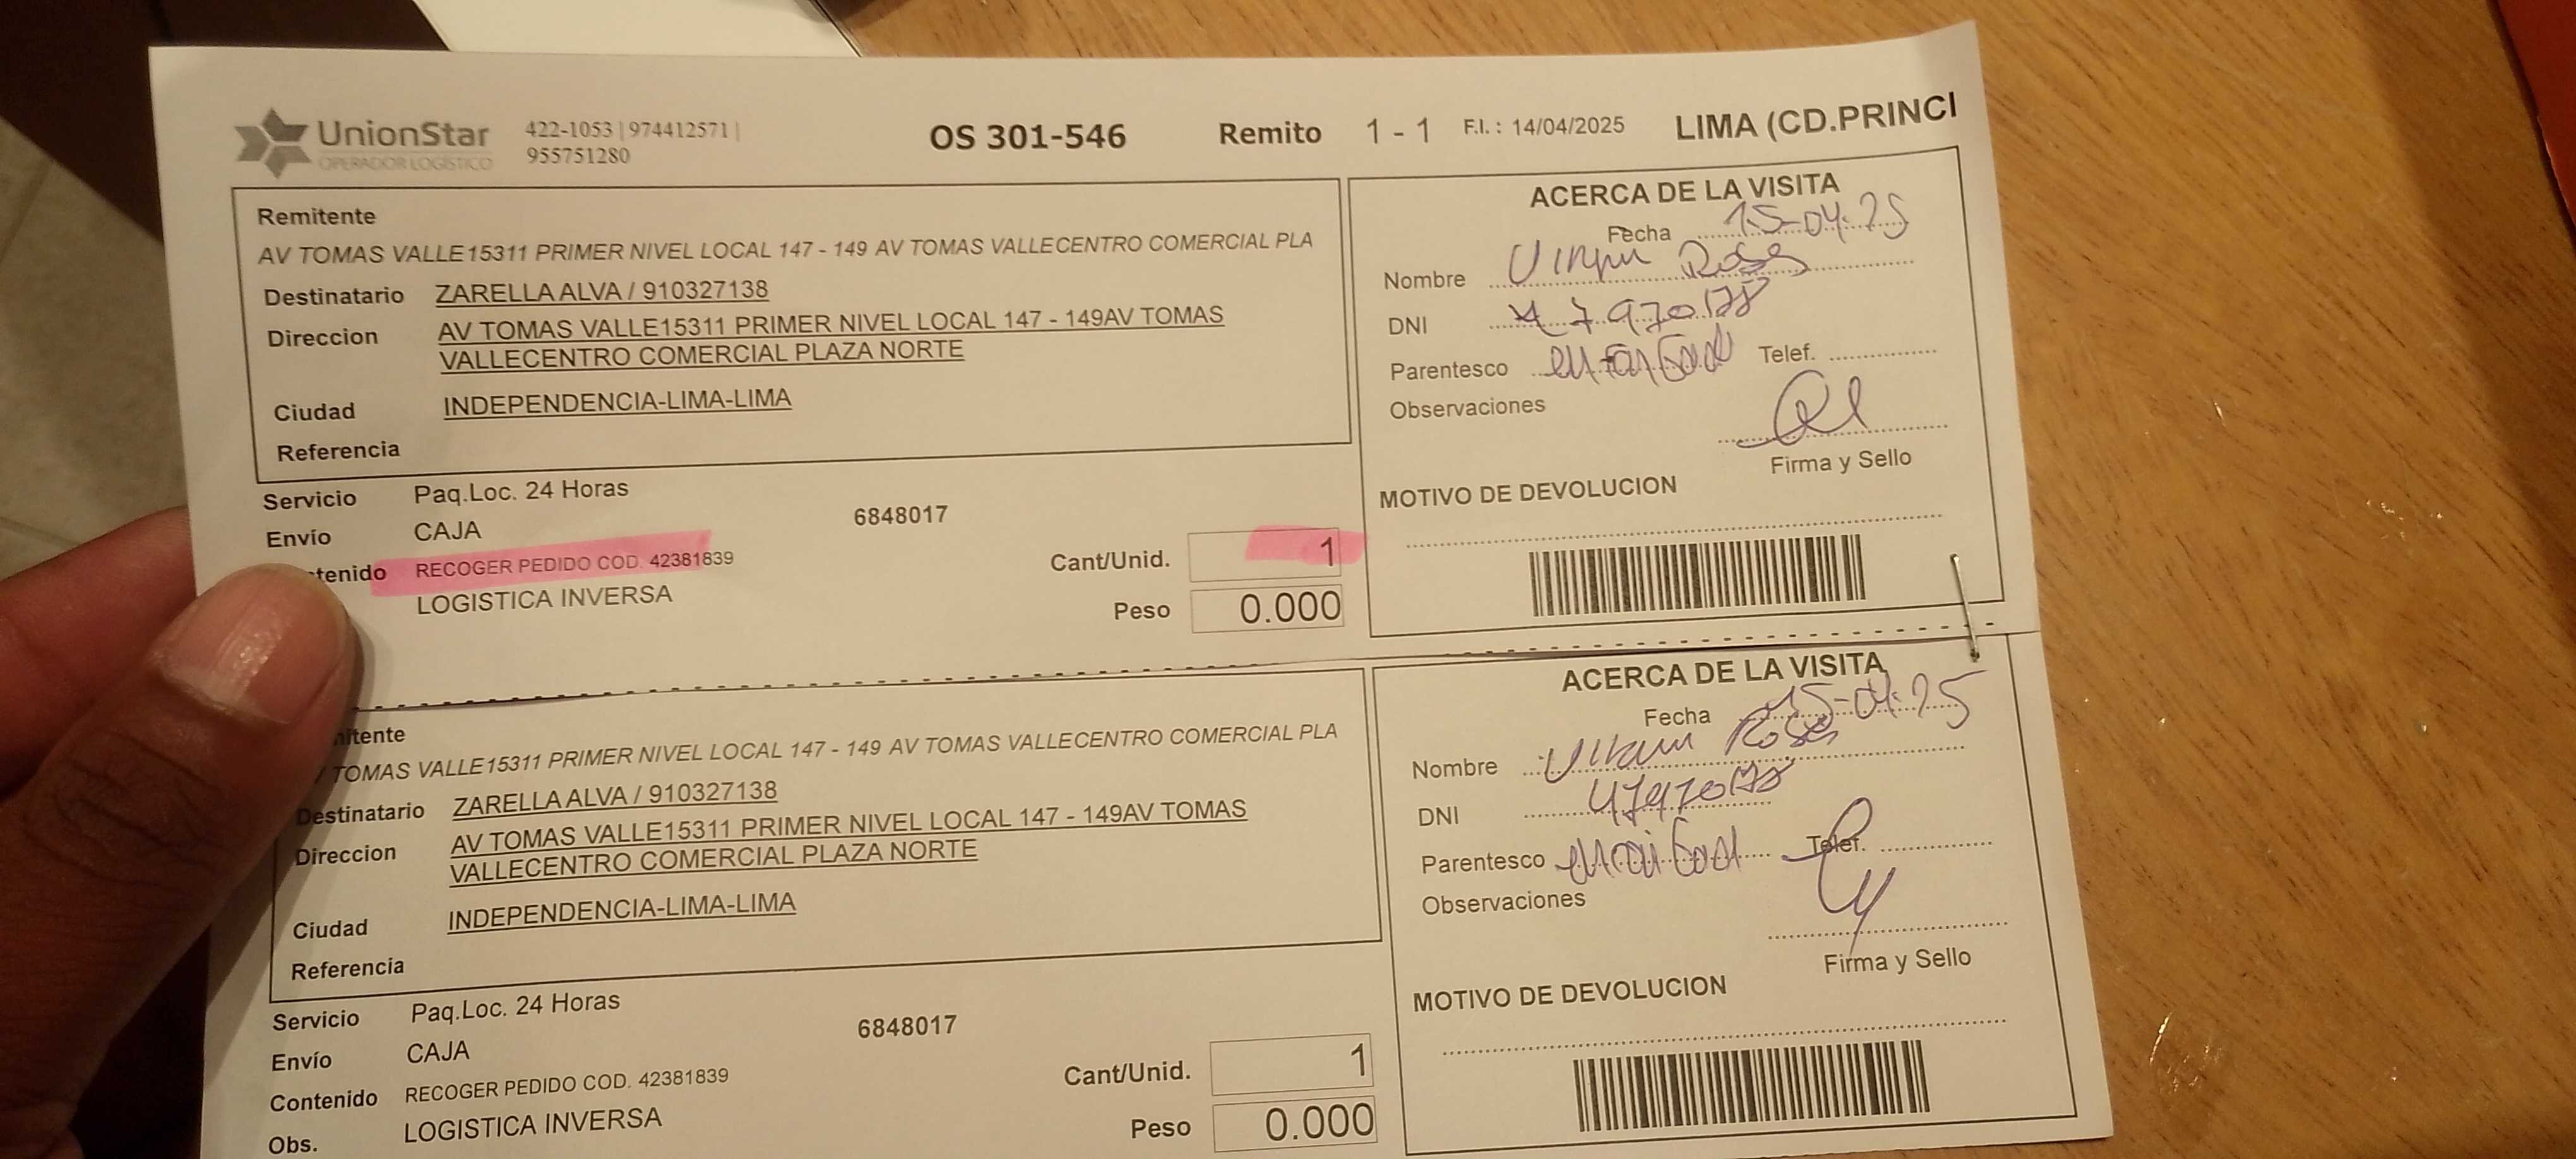 UnionStar
OPERADOR LOGÍSTICO
422-1053 | 974412571 |
955751280
OS 301-546 Remito 1 - 1 F.I. : 14/04/2025 LIMA (CD.PRINCI
Remitente
AV TOMAS VALLE15311 PRIMER NIVEL LOCAL 147 - 149 AV TOMAS VALLECENTRO COMERCIAL PLA
Destinatario ZARELLA ALVA / 910327138
Direccion AV TOMAS VALLE15311 PRIMER NIVEL LOCAL 147 - 149AV TOMAS
VALLECENTRO COMERCIAL PLAZA NORTE
Ciudad INDEPENDENCIA-LIMA-LIMA
Referencia
Servicio Paq.Loc. 24 Horas
6848017
Envío CAJA
tenido RECOGER PEDIDO COD. 42381839
LOGISTICA INVERSA
Cant/Unid. 1
Peso 0.000
ACERCA DE LA VISITA
Fecha 15-04-25
Nombre Rosas
DNI
Parentesco Telef.
Observaciones
Firma y Sello
MOTIVO DE DEVOLUCION
itente
TOMAS VALLE15311 PRIMER NIVEL LOCAL 147 - 149 AV TOMAS VALLECENTRO COMERCIAL PLA
Destinatario ZARELLA ALVA / 910327138
Direccion AV TOMAS VALLE15311 PRIMER NIVEL LOCAL 147 - 149AV TOMAS
VALLECENTRO COMERCIAL PLAZA NORTE
Ciudad INDEPENDENCIA-LIMA-LIMA
Referencia
Servicio Paq.Loc. 24 Horas
6848017
Envío CAJA
Contenido RECOGER PEDIDO COD. 42381839
Obs. LOGISTICA INVERSA
Cant/Unid. 1
Peso 0.000
ACERCA DE LA VISITA
Fecha 15-04-25
Nombre Rosas
DNI
Parentesco Telef.
Observaciones
Firma y Sello
MOTIVO DE DEVOLUCION